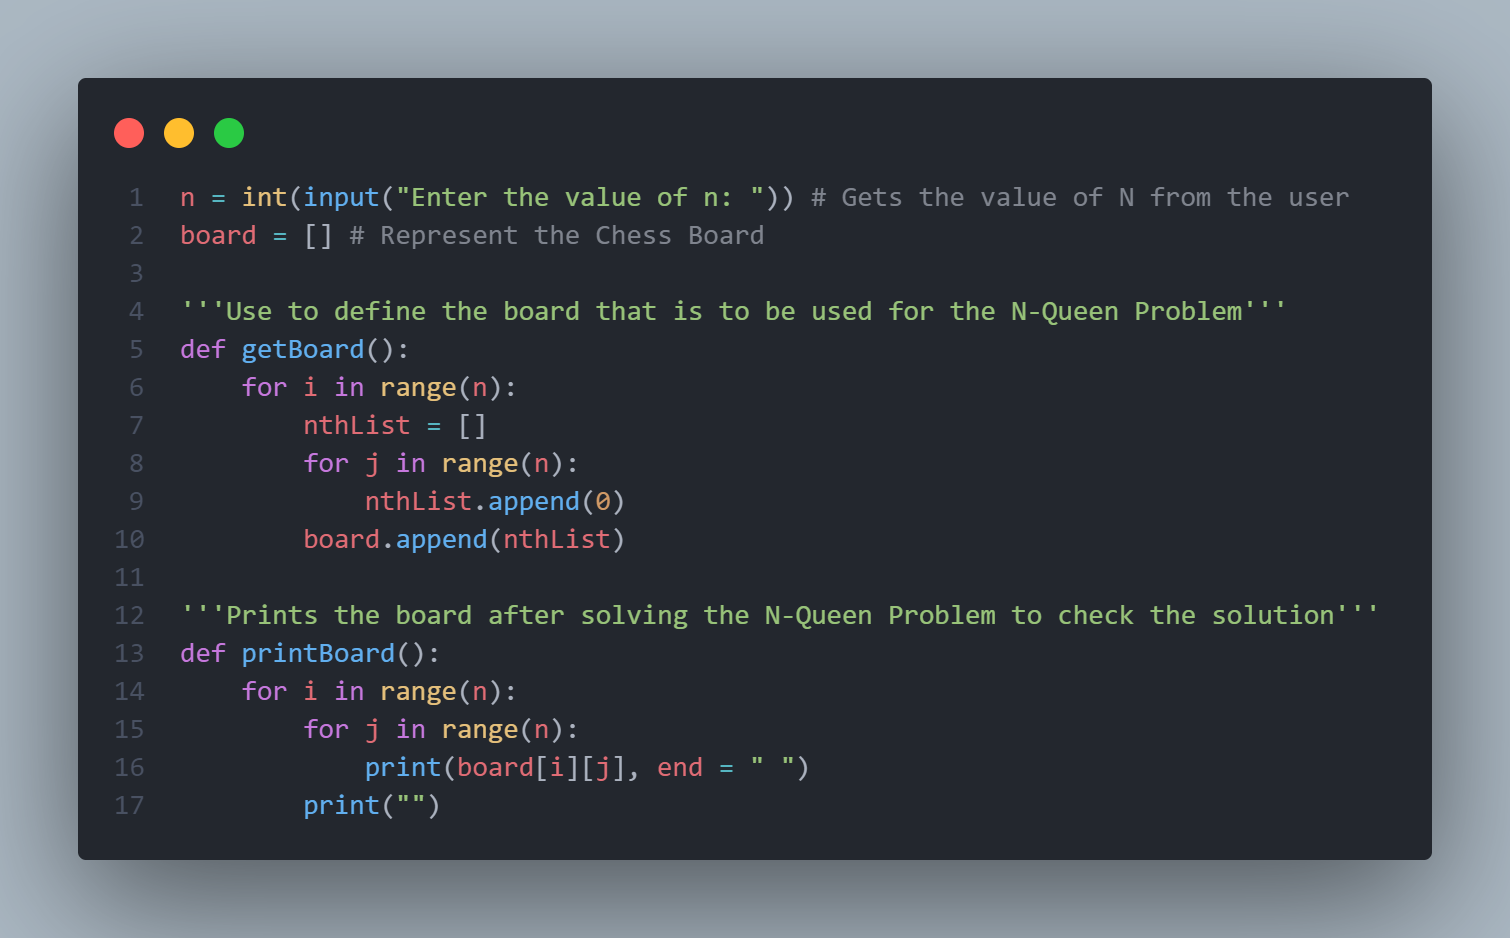 1 n = int(input("Enter the value of n: ")) # Gets the value of N from the user
2 board = [] # Represent the Chess Board
3
4 '''Use to define the board that is to be used for the N-Queen Problem'''
5 def getBoard():
6     for i in range(n):
7         nthList = []
8         for j in range(n):
9             nthList.append(0)
10         board.append(nthList)
11
12 '''Prints the board after solving the N-Queen Problem to check the solution'''
13 def printBoard():
14     for i in range(n):
15         for j in range(n):
16             print(board[i][j], end = " ")
17         print("")